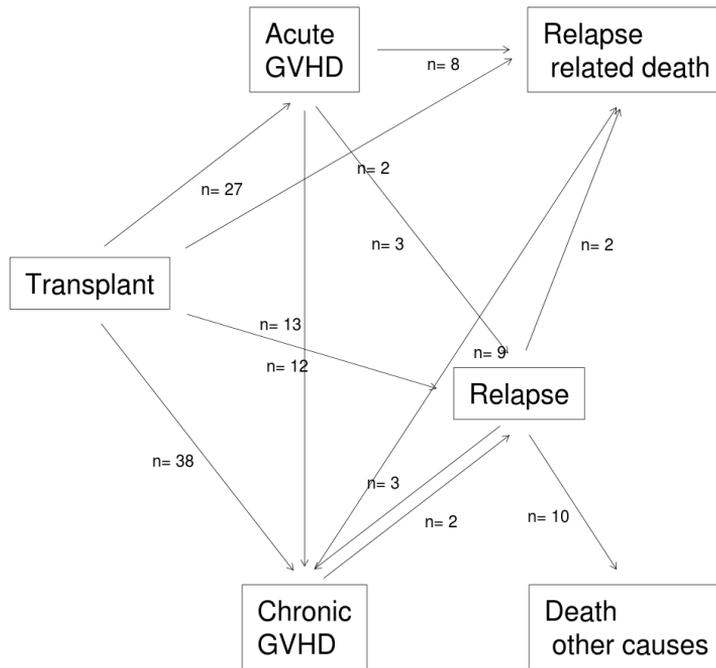 Acute
GVHD
Relapse
related death
n= 8
n= 2
n= 27
n= 3
n= 2
Transplant
n= 13
n= 9
n= 12
Relapse
n= 38
n= 3
n= 2
n= 10
Chronic
GVHD
Death
other causes